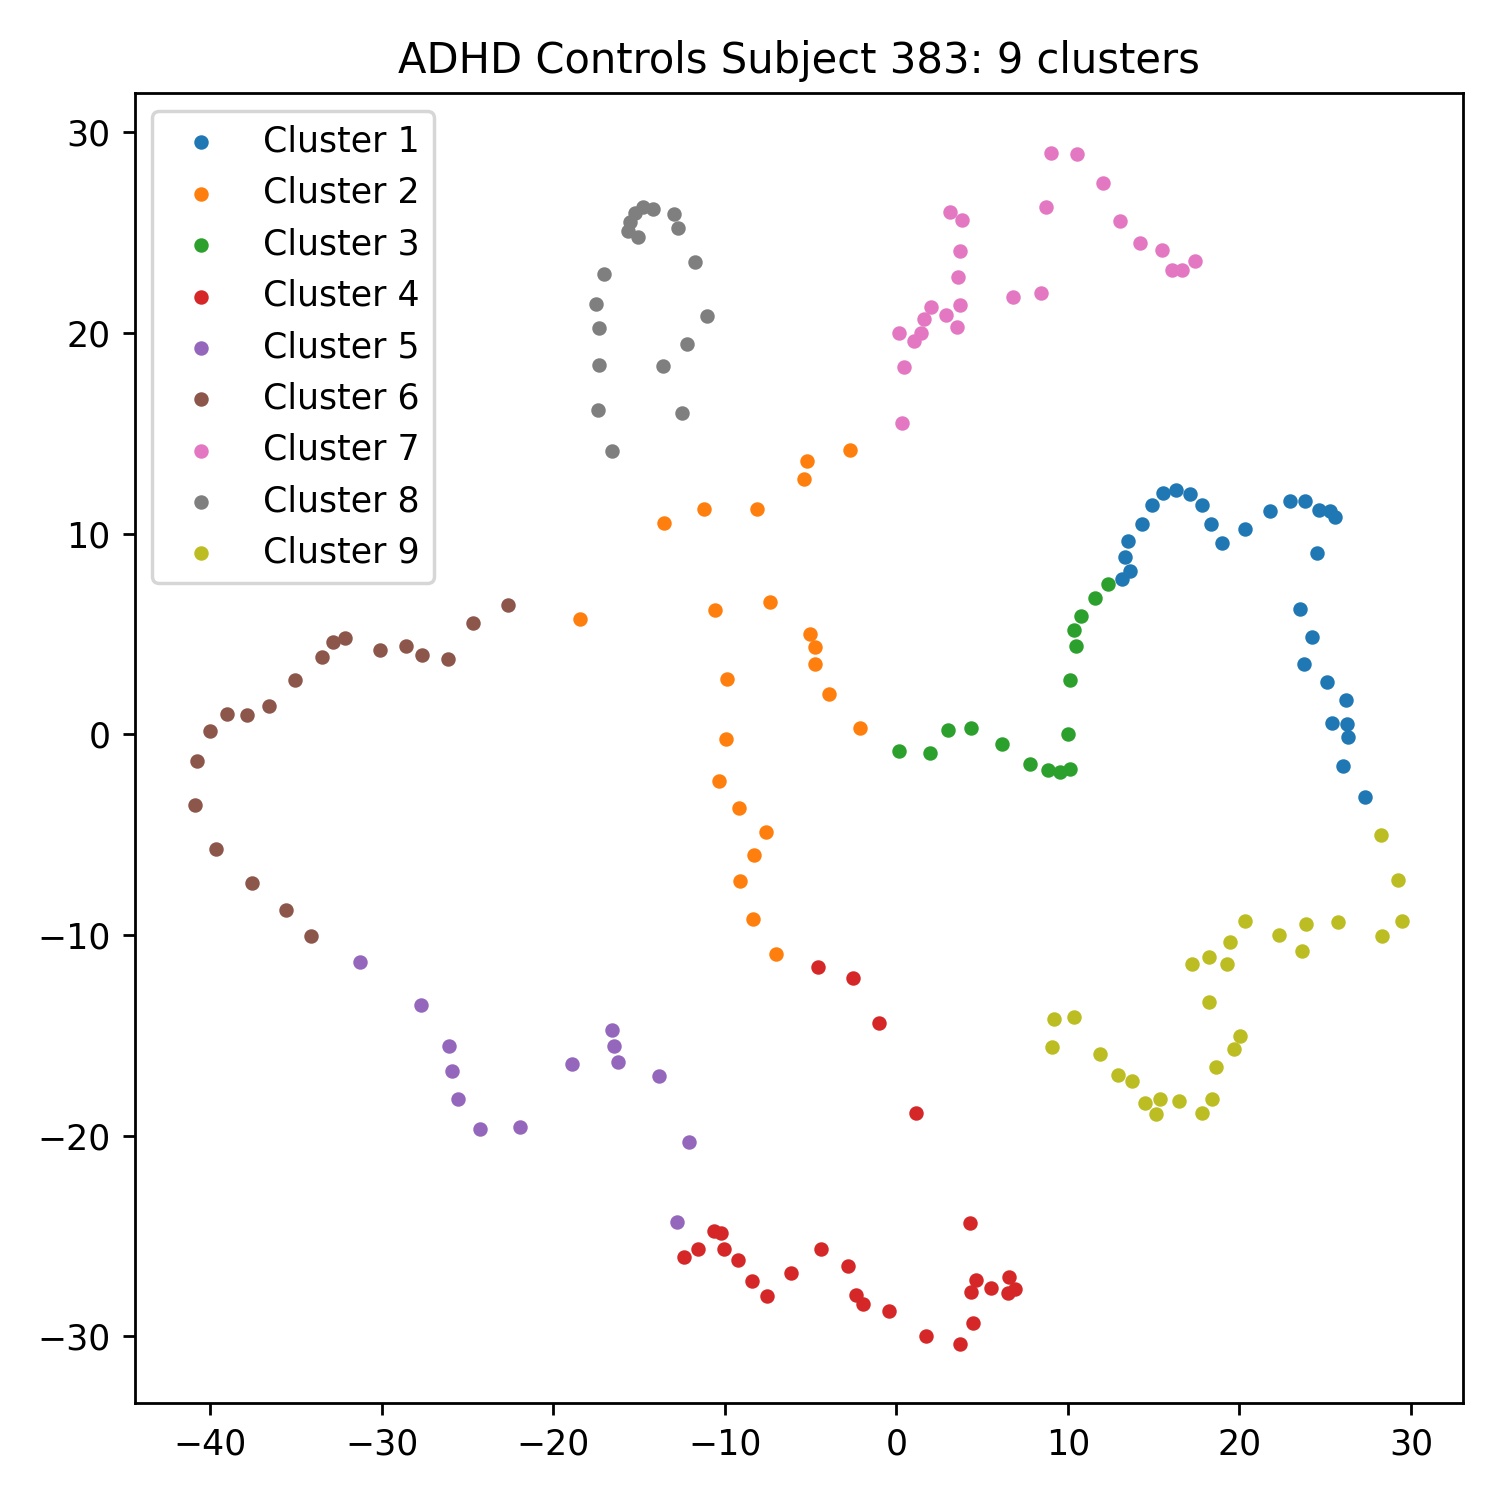 ADHD Controls Subject 383: 9 clusters
30
20
10
0
−10
−20
−30
Cluster 1
Cluster 2
Cluster 3
Cluster 4
Cluster 5
Cluster 6
Cluster 7
Cluster 8
Cluster 9
−40 −30 −20 −10 0 10 20 30